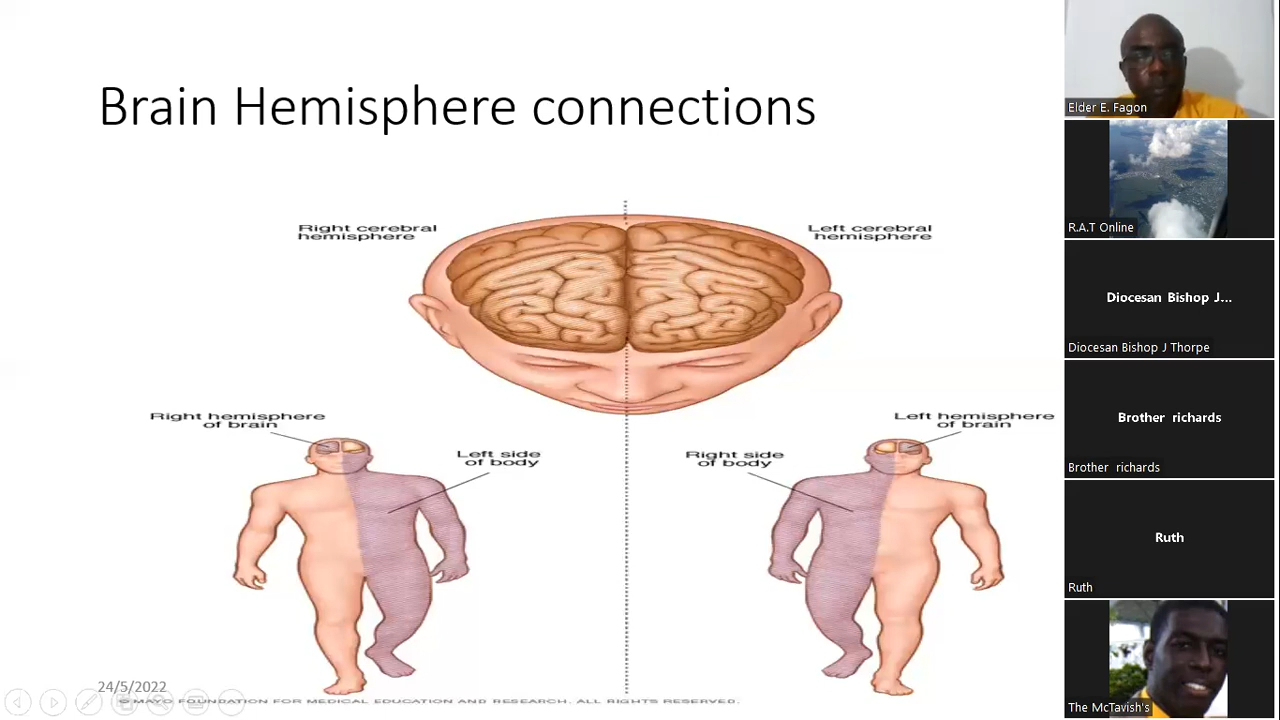 Brain Hemisphere connections
Right cerebral
hemisphere
Left cerebral
hemisphere
Right hemisphere
of brain
Left side
of body
Right side
of body
Left hemisphere
of brain
24/5/2022
©MAYO FOUNDATION FOR MEDICAL EDUCATION AND RESEARCH. ALL RIGHTS RESERVED.
Elder E. Fagon
R.A.T Online
Diocesan Bishop J...
Diocesan Bishop J Thorpe
Brother richards
Brother richards
Ruth
Ruth
The McTavish's